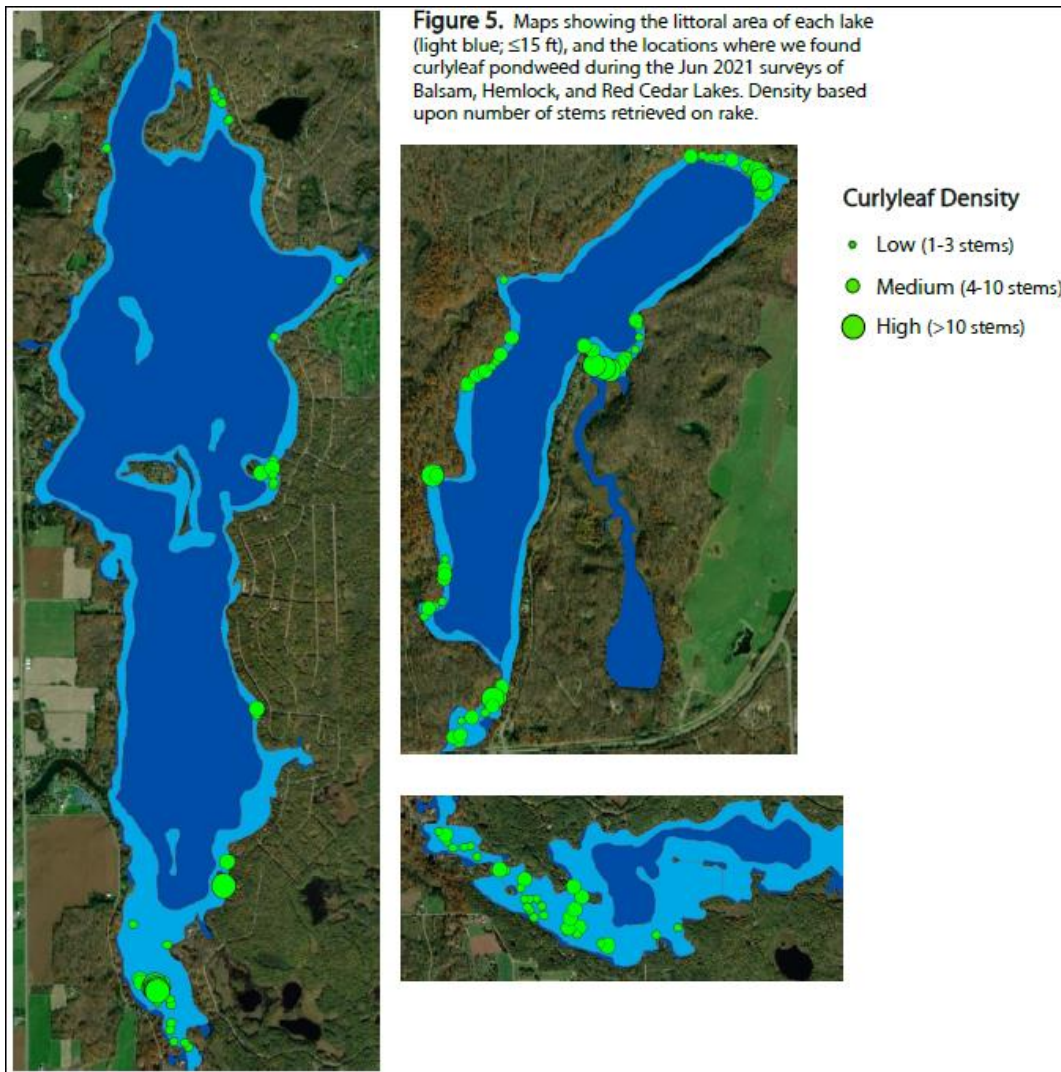 Figure 5. Maps showing the littoral area of each lake
(light blue; ≤15 ft), and the locations where we found
curlyleaf pondweed during the Jun 2021 surveys of
Balsam, Hemlock, and Red Cedar Lakes. Density based
upon number of stems retrieved on rake.
Curlyleaf Density
Low (1-3 stems)
Medium (4-10 stems)
High (>10 stems)